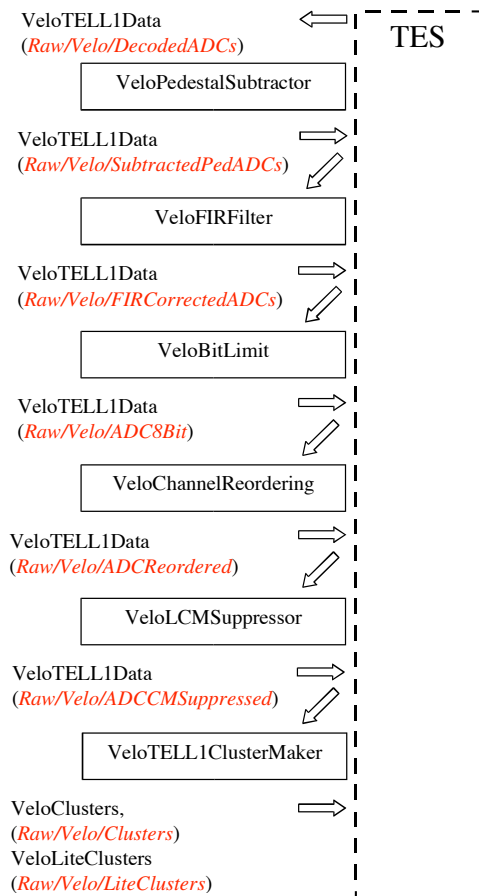 VeloTELL1Data
(Raw/Velo/DecodedADCs)
TES
VeloPedestalSubtractor
VeloTELL1Data
(Raw/Velo/SubtractedPedADCs)
VeloFIRFilter
VeloTELL1Data
(Raw/Velo/FIRCorrectedADCs)
VeloBitLimit
VeloTELL1Data
(Raw/Velo/ADC8Bit)
VeloChannelReordering
VeloTELL1Data
(Raw/Velo/ADCReordered)
VeloLCMSuppressor
VeloTELL1Data
(Raw/Velo/ADCCMSuppressed)
VeloTELL1ClusterMaker
VeloClusters,
(Raw/Velo/Clusters)
VeloLiteClusters
(Raw/Velo/LiteClusters)